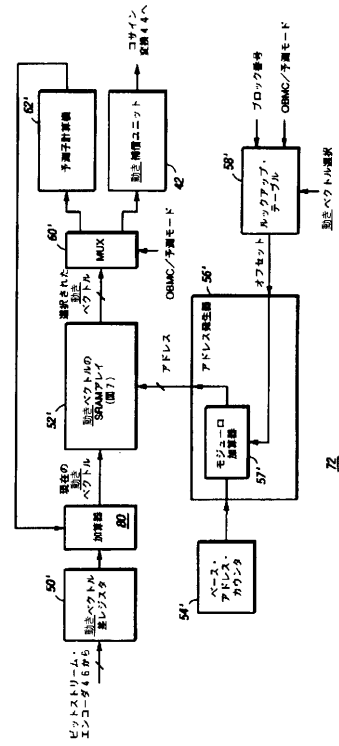 ビットストリーム・
エンコーダ46から
50'
動きベクトル
差レジスタ
加算器
80
現在の
動き
ベクトル
52'
動きベクトルの
SRAMアレイ
(図7)
選択された
動き
ベクトル
60'
MUX
OBMC/予測モード
62'
予測子計算機
動き補償ユニット
42
コサイン
変換44へ
アドレス
54'
ベース・
アドレス・
カウンタ
アドレス発生器
56'
モジューロ
加算器
57'
オフセット
58'
ルックアップ・
テーブル
ブロック番号
OBMC/予測モード
動きベクトル選択
72